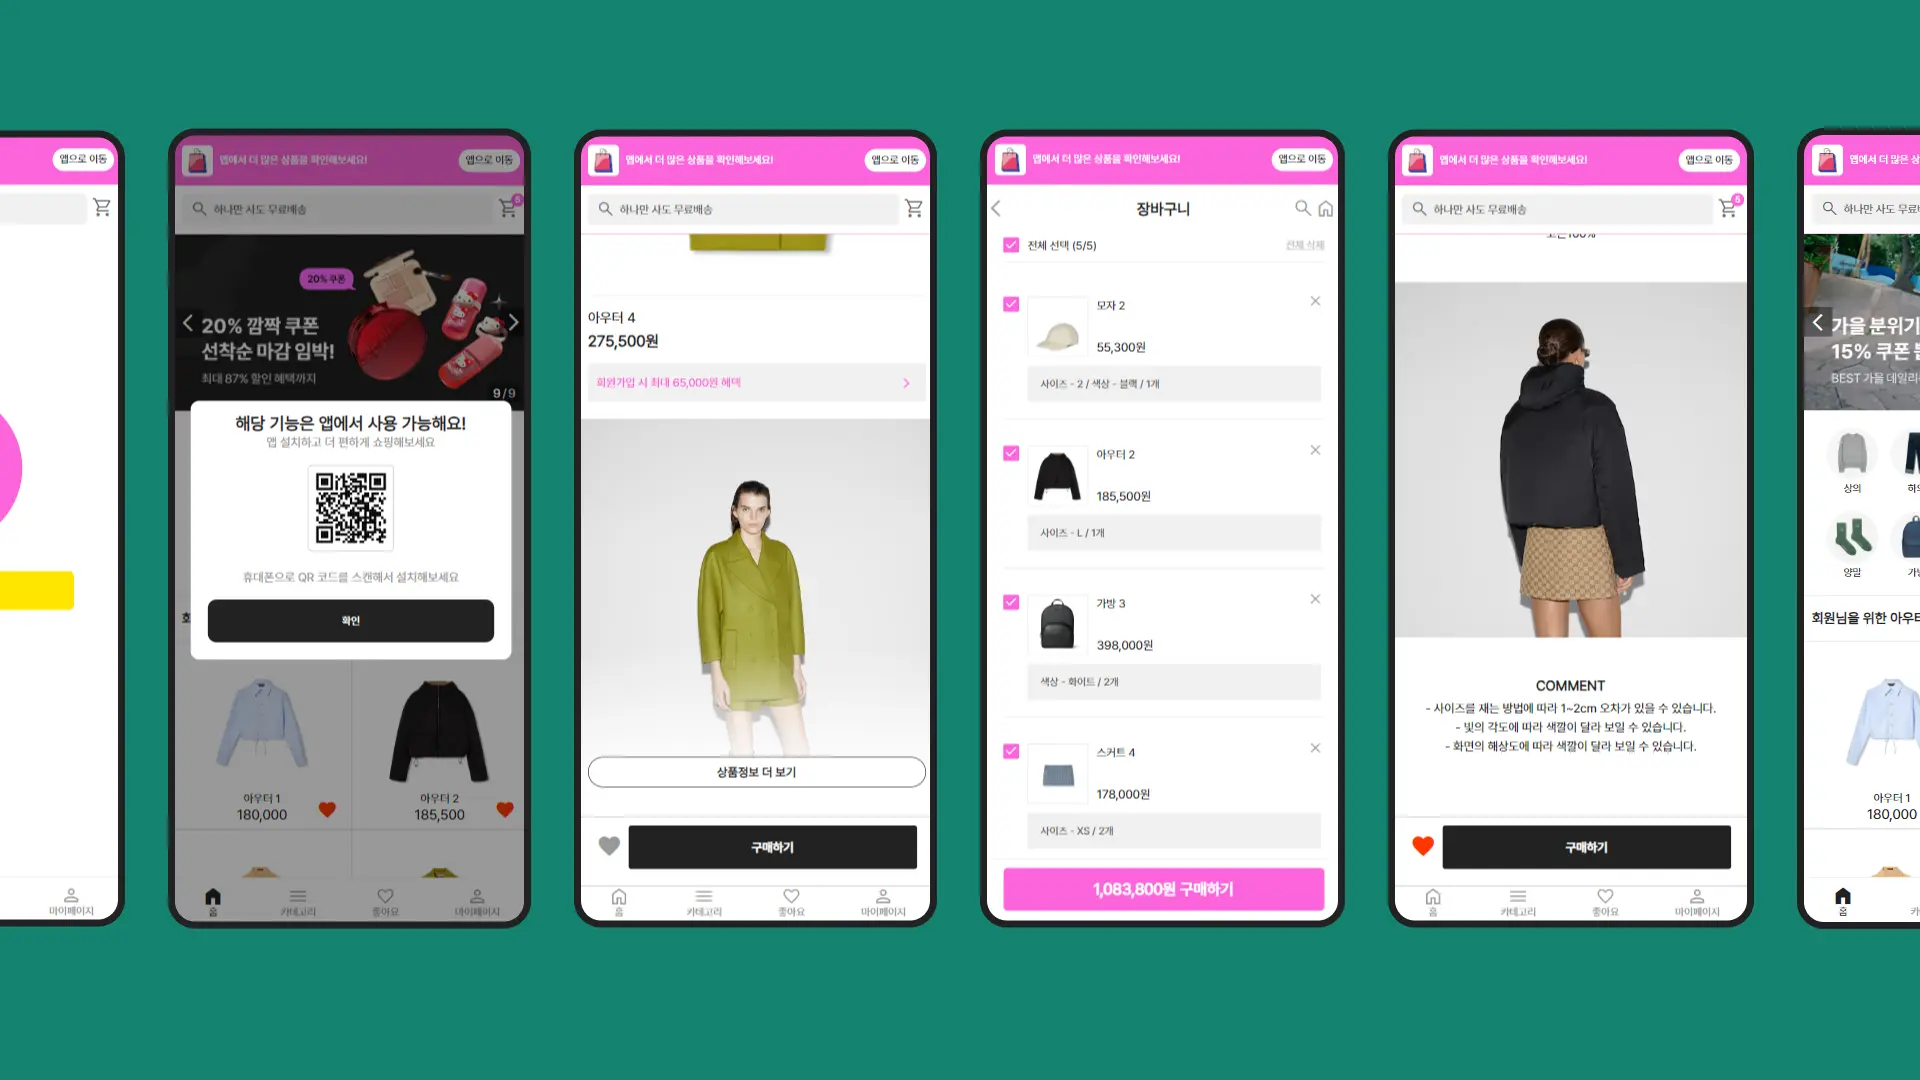 앱으로 이동
마이페이지
앱에서 더 많은 상품을 확인해보세요!
앱으로 이동
하나만 사도 무료배송
5
20% 쿠폰
20% 깜짝 쿠폰
선착순 마감 임박!
최대 87% 할인 혜택까지
9/9
해당 기능은 앱에서 사용 가능해요!
앱 설치하고 더 편하게 쇼핑해보세요
휴대폰으로 QR 코드를 스캔해서 설치해보세요
확인
아우터 1
180,000
아우터 2
185,500
홈
카테고리
좋아요
마이페이지
앱에서 더 많은 상품을 확인해보세요!
앱으로 이동
하나만 사도 무료배송
아우터 4
275,500원
회원가입 시 최대 65,000원 혜택
상품정보 더 보기
구매하기
홈
카테고리
좋아요
마이페이지
앱에서 더 많은 상품을 확인해보세요!
앱으로 이동
장바구니
전체 선택 (5/5)
전체 삭제
모자 2
55,300원
사이즈 - 2 / 색상 - 블랙 / 1개
아우터 2
185,500원
사이즈 - L / 1개
가방 3
398,000원
색상 - 화이트 / 2개
스커트 4
178,000원
사이즈 - XS / 2개
1,083,800원 구매하기
앱에서 더 많은 상품을 확인해보세요!
앱으로 이동
하나만 사도 무료배송
5
COMMENT
- 사이즈를 재는 방법에 따라 1~2cm 오차가 있을 수 있습니다.
- 빛의 각도에 따라 색깔이 달라 보일 수 있습니다.
- 화면의 해상도에 따라 색깔이 달라 보일 수 있습니다.
구매하기
홈
카테고리
좋아요
마이페이지
앱에서 더 많은 상
하나만 사도 무료
가을 분위기
15% 쿠폰
BEST 가을 데일리
상의
양말
회원님을 위한 아우터
아우터 1
180,000
홈